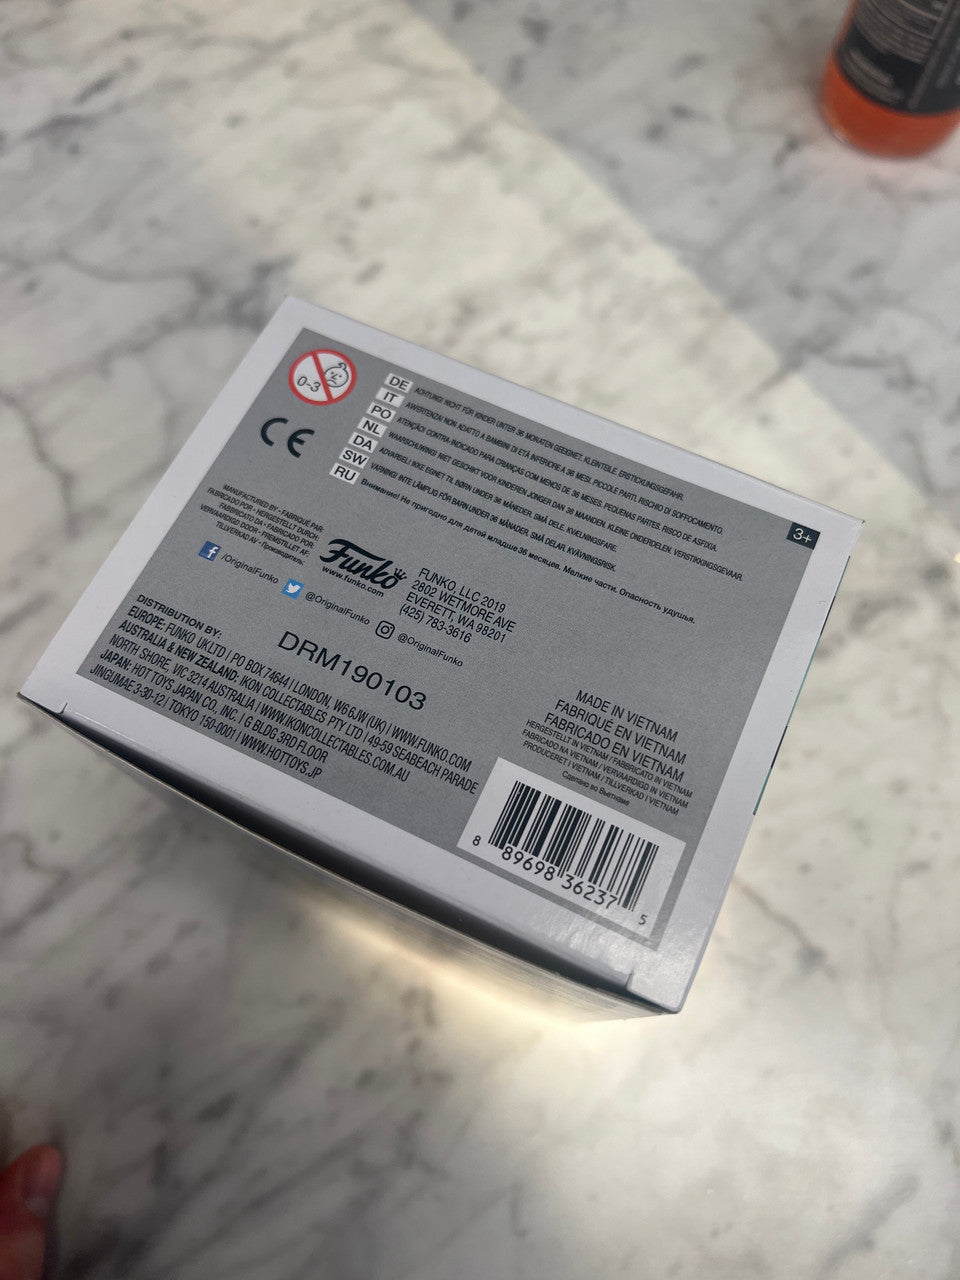 0-3
CE
DE ACHTUNG! NICHT FÜR KINDER UNTER 36 MONATEN GEEIGNET. KLEINTEILE. ERSTICKUNGSGEFAHR.
IT AVVERTENZA! NON ADATTO A BAMBINI DI ETÀ INFERIORE A 36 MESI. PICCOLE PARTI. RISCHIO DI SOFFOCAMENTO.
PO ATENÇÃO! CONTRA-INDICADO PARA CRIANÇAS COM MENOS DE 36 MESES. PEQUENAS PARTES. RISCO DE ASFIXIA.
NL WAARSCHUWING! NIET GESCHIKT VOOR KINDEREN JONGER DAN 36 MAANDEN. KLEINE ONDERDELEN. VERSTIKKINGSGEVAAR.
DA ADVARSEL! IKKE EGNET TIL BØRN UNDER 36 MÅNEDER. SMÅ DELE. KVÆLNINGSFARE.
SW VARNING! INTE LÄMPLIG FÖR BARN UNDER 36 MÅNADER. SMÅ DELAR. KVÄVNINGSRISK.
RU Внимание! Не пригодно для детей младше 36 месяцев. Мелкие части. Опасность удушья.
3+
MANUFACTURED BY • FABRIQUÉ PAR
FABRICADO POR • HERGESTELLT DURCH:
FABBRICATO DA • FABRICADO POR:
VERVAARDIGD DOOR • FREMSTILLET AF:
TILLVERKAD AV • Производитель:
Funko
www.funko.com
FUNKO, LLC 2019
2802 WETMORE AVE
EVERETT, WA 98201
(425) 783-3616
/OriginalFunko
@OriginalFunko
@OriginalFunko
DRM190103
DISTRIBUTION BY:
EUROPE: FUNKO UK LTD | PO BOX 74644 | LONDON, W6 6JW (UK) | WWW.FUNKO.COM
AUSTRALIA & NEW ZEALAND: IKON COLLECTABLES PTY LTD | 49-59 SEABEACH PARADE
NORTH SHORE, VIC 3214 AUSTRALIA | WWW.IKONCOLLECTABLES.COM.AU
JAPAN: HOT TOYS JAPAN CO., INC. | G BLDG 3RD FLOOR
JINGUMAE 3-30-12 | TOKYO 150-0001 | WWW.HOTTOYS.JP
MADE IN VIETNAM
FABRIQUÉ EN VIETNAM
FABRICADO EN VIETNAM
HERGESTELLT IN VIETNAM / FABBRICATO IN VIETNAM
FABRICADO NA VIETNAM / VERVAARDIGD IN VIETNAM
PRODUCERET I VIETNAM / TILLVERKAD I VIETNAM
Сделано во Вьетнаме
8 89698 36237 5